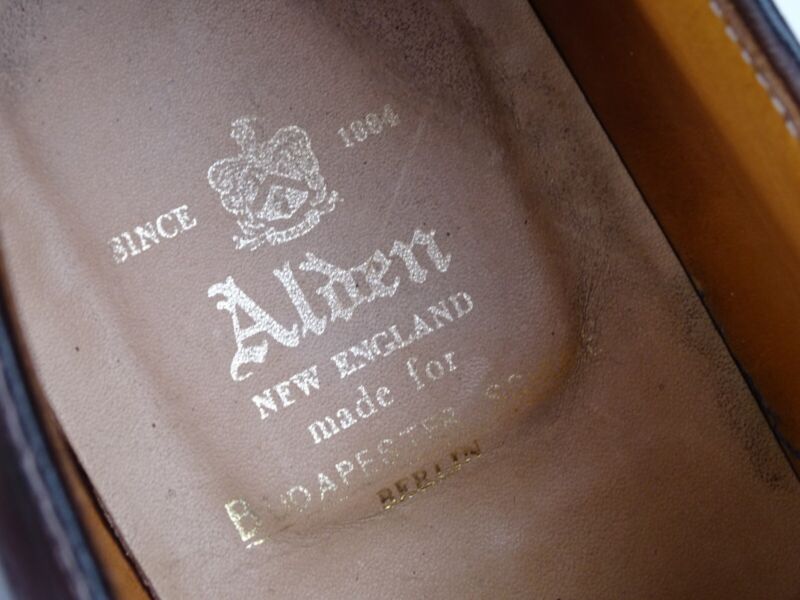 SINCE 1884
Alden
NEW ENGLAND
made for
BUDAPESTER
BERLIN